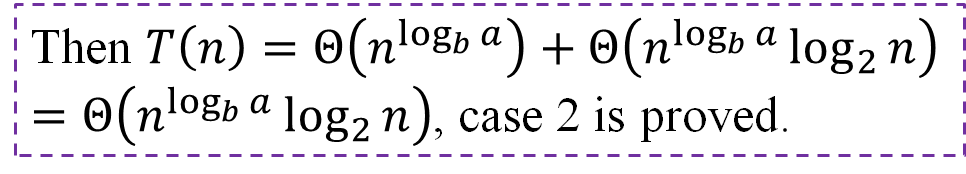 Then T(n) = Θ(n^{log_b a}) + Θ(n^{log_b a} log_2 n)
= Θ(n^{log_b a} log_2 n), case 2 is proved.